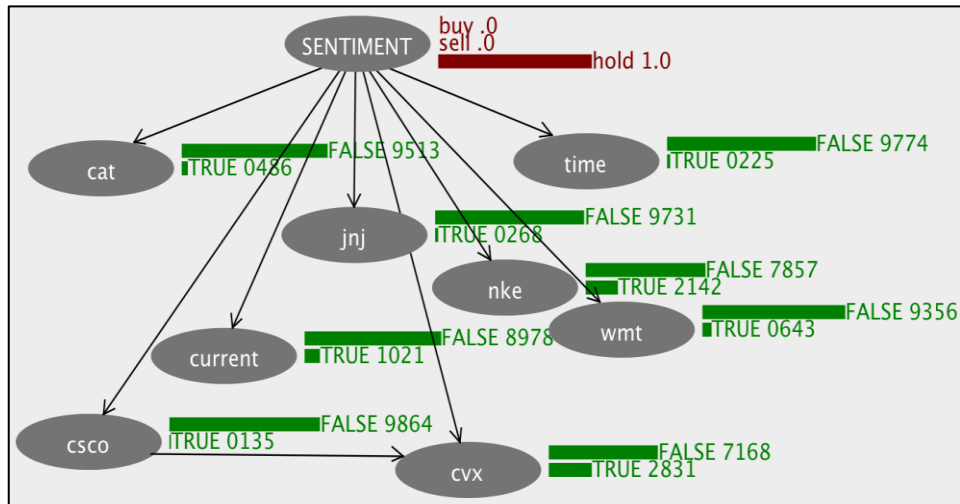 buy .0
SENTIMENT
sell .0
hold 1.0
cat
FALSE 9513
TRUE 0486
time
FALSE 9774
TRUE 0225
jnj
FALSE 9731
TRUE 0268
nke
FALSE 7857
TRUE 2142
wmt
FALSE 9356
TRUE 0643
current
FALSE 8978
TRUE 1021
csco
FALSE 9864
TRUE 0135
cvx
FALSE 7168
TRUE 2831